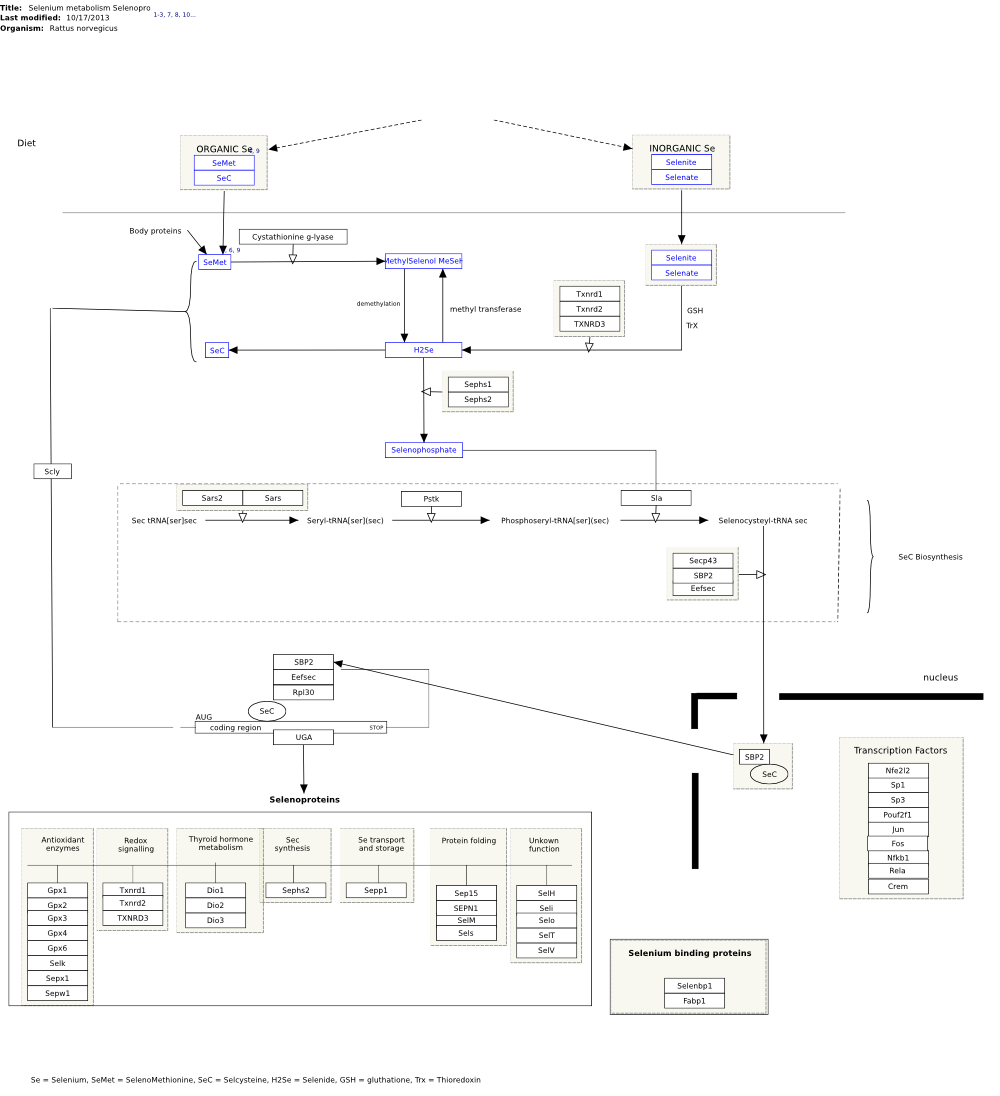 Title: Selenium metabolism Selenopro
1-3, 7, 8, 10...
Last modified: 10/17/2013
Organism: Rattus norvegicus
Diet
ORGANIC Se
, 9
SeMet
SeC
INORGANIC Se
Selenite
Selenate
Body proteins
Cystathionine g-lyase
6, 9
SeMet
MethylSelenol MeSeH
Selenite
Selenate
demethylation
methyl transferase
Txnrd1
Txnrd2
TXNRD3
GSH
TrX
SeC
H2Se
Sephs1
Sephs2
Selenophosphate
Scly
Sars2
Sars
Pstk
Sla
Sec tRNA[ser]sec
Seryl-tRNA[ser](sec)
Phosphoseryl-tRNA[ser](sec)
Selenocysteyl-tRNA sec
Secp43
SBP2
Eefsec
SeC Biosynthesis
SBP2
Eefsec
Rpl30
SeC
AUG
coding region
STOP
UGA
nucleus
SBP2
SeC
Transcription Factors
Nfe2l2
Sp1
Sp3
Pouf2f1
Jun
Fos
Nfkb1
Rela
Crem
Selenoproteins
Antioxidant
enzymes
Gpx1
Gpx2
Gpx3
Gpx4
Gpx6
Selk
Sepx1
Sepw1
Redox
signalling
Txnrd1
Txnrd2
TXNRD3
Thyroid hormone
metabolism
Dio1
Dio2
Dio3
Sec
synthesis
Sephs2
Se transport
and storage
Sepp1
Protein folding
Sep15
SEPN1
SelM
Sels
Unkown
function
SelH
Seli
Selo
SelT
SelV
Selenium binding proteins
Selenbp1
Fabp1
Se = Selenium, SeMet = SelenoMethionine, SeC = Selcysteine, H2Se = Selenide, GSH = gluthatione, Trx = Thioredoxin